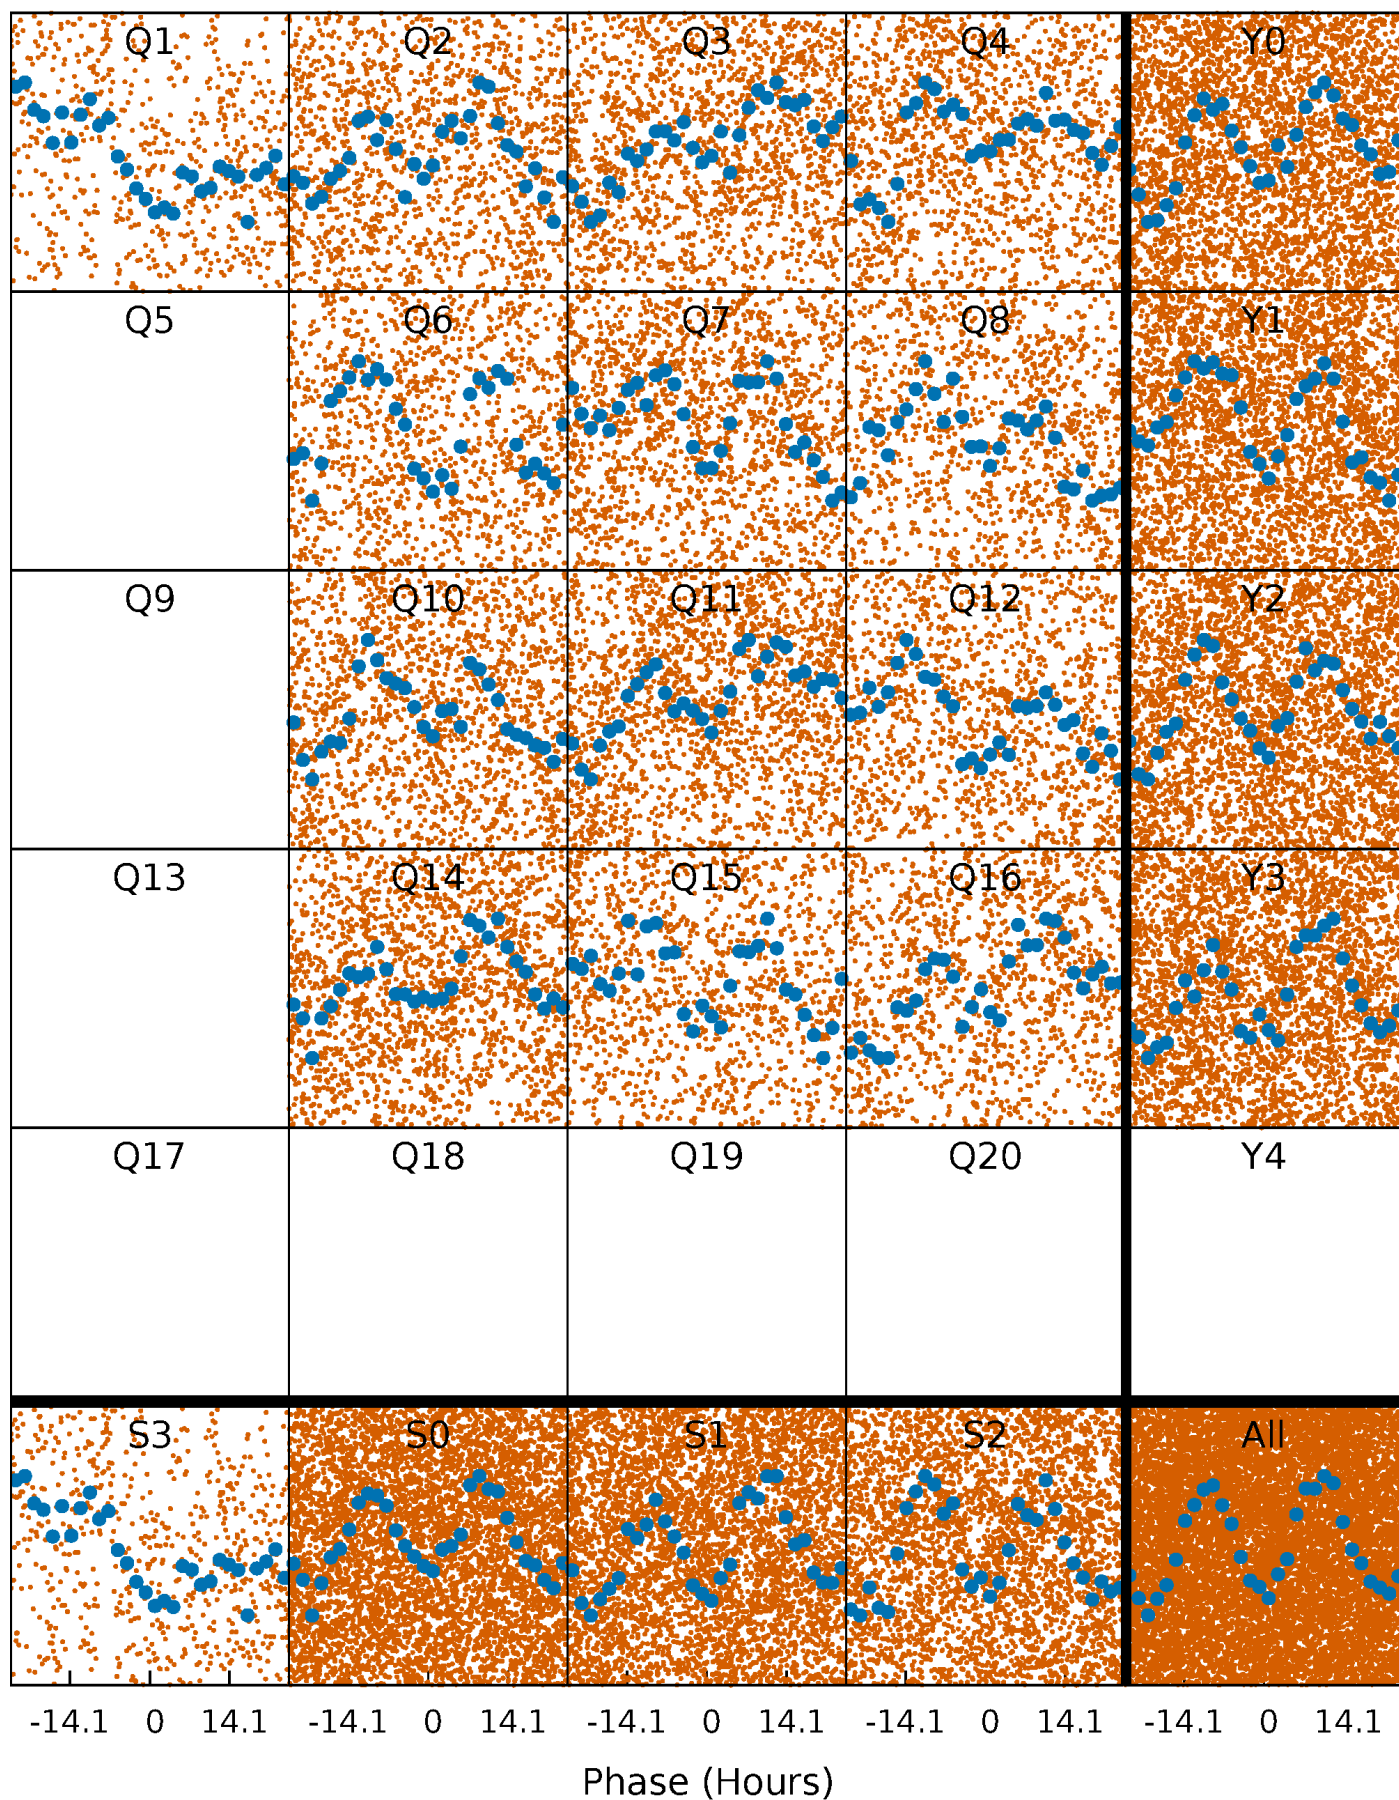 Q1 Q2 Q3 Q4 Y0
Q5 Q6 Q7 Q8 Y1
Q9 Q10 Q11 Q12 Y2
Q13 Q14 Q15 Q16 Y3
Q17 Q18 Q19 Q20 Y4
S3 S0 S1 S2 All
-14.1 0 14.1 -14.1 0 14.1 -14.1 0 14.1 -14.1 0 14.1 -14.1 0 14.1
Phase (Hours)